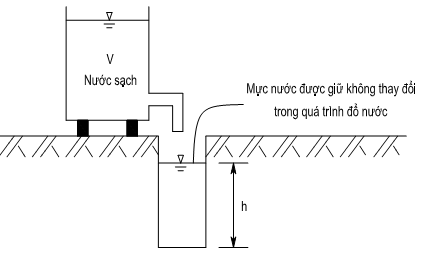 V
Nước sạch
Mực nước được giữ không thay đổi
trong quá trình đổ nước
h